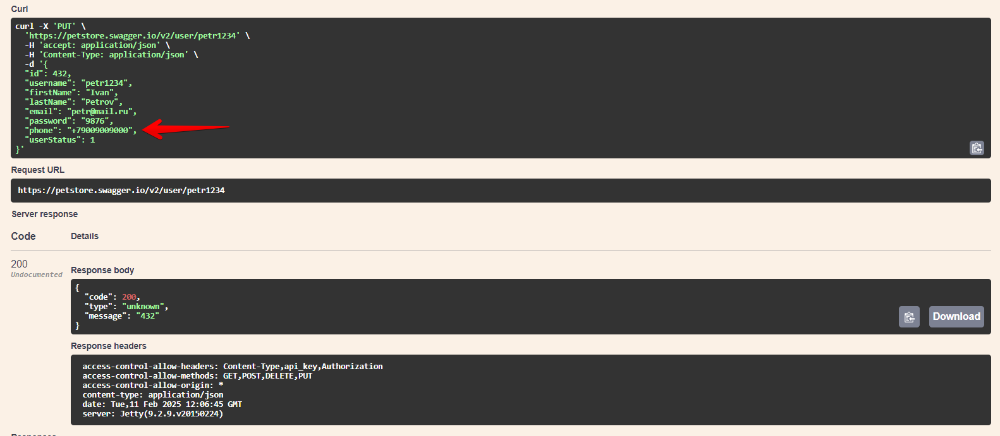 Curl
curl -X 'PUT' \
'https://petstore.swagger.io/v2/user/petr1234' \
-H 'accept: application/json' \
-H 'Content-Type: application/json' \
-d '{
"id": 432,
"username": "petr1234",
"firstName": "Ivan",
"lastName": "Petrov",
"email": "petr@mail.ru",
"password": "9876",
"phone": "+79009009000",
"userStatus": 1
}'
Request URL
https://petstore.swagger.io/v2/user/petr1234
Server response
Code Details
200
Undocumented
Response body
{
"code": 200,
"type": "unknown",
"message": "432"
}
Download
Response headers
access-control-allow-headers: Content-Type,api_key,Authorization
access-control-allow-methods: GET,POST,DELETE,PUT
access-control-allow-origin: *
content-type: application/json
date: Tue,11 Feb 2025 12:06:45 GMT
server: Jetty(9.2.9.v20150224)
Responses